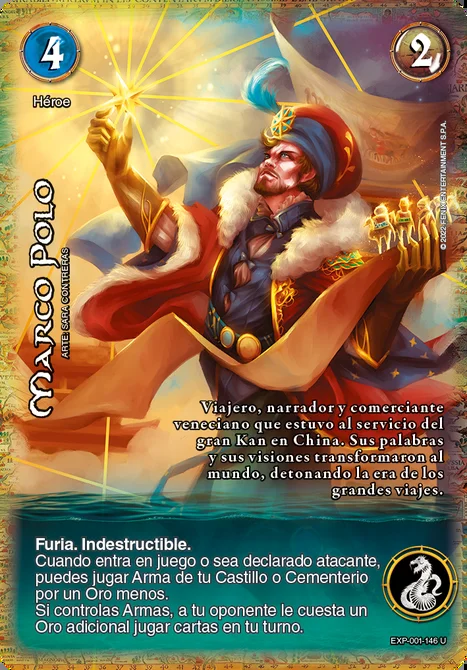 4
2
Héroe
MARCO POLO
ARTE: SARA CONTRERAS
© 2022 FENIX ENTERTAINMENT S.P.A.
Viajero, narrador y comerciante
veneciano que estuvo al servicio del
gran Kan en China. Sus palabras
y sus visiones transformaron al
mundo, detonando la era de los
grandes viajes.
Furia. Indestructible.
Cuando entra en juego o sea declarado atacante,
puedes jugar Arma de tu Castillo o Cementerio
por un Oro menos.
Si controlas Armas, a tu oponente le cuesta un
Oro adicional jugar cartas en tu turno.
EXP-001-146 U